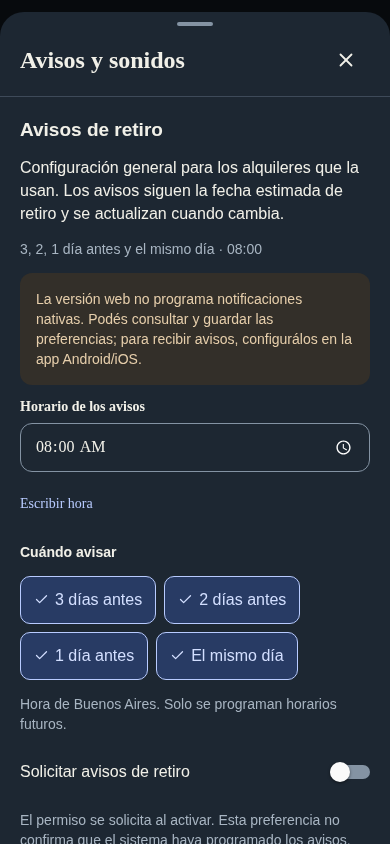 Avisos y sonidos
Avisos de retiro
Configuración general para los alquileres que la
usan. Los avisos siguen la fecha estimada de
retiro y se actualizan cuando cambia.
3, 2, 1 día antes y el mismo día · 08:00
La versión web no programa notificaciones
nativas. Podés consultar y guardar las
preferencias; para recibir avisos, configurálos en la
app Android/iOS.
Horario de los avisos
08:00 AM
Escribir hora
Cuándo avisar
3 días antes
2 días antes
1 día antes
El mismo día
Hora de Buenos Aires. Solo se programan horarios
futuros.
Solicitar avisos de retiro
El permiso se solicita al activar. Esta preferencia no
confirma que el sistema haya programado los avisos.